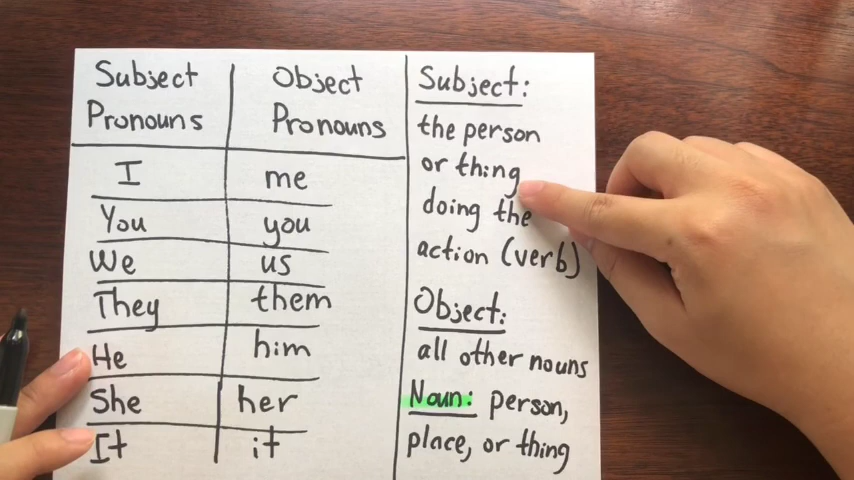 Subject Pronouns
Object Pronouns
I me
You you
We us
They them
He him
She her
It it
Subject:
the person
or thing
doing the
action (verb)
Object:
all other nouns
Noun: person,
place, or thing